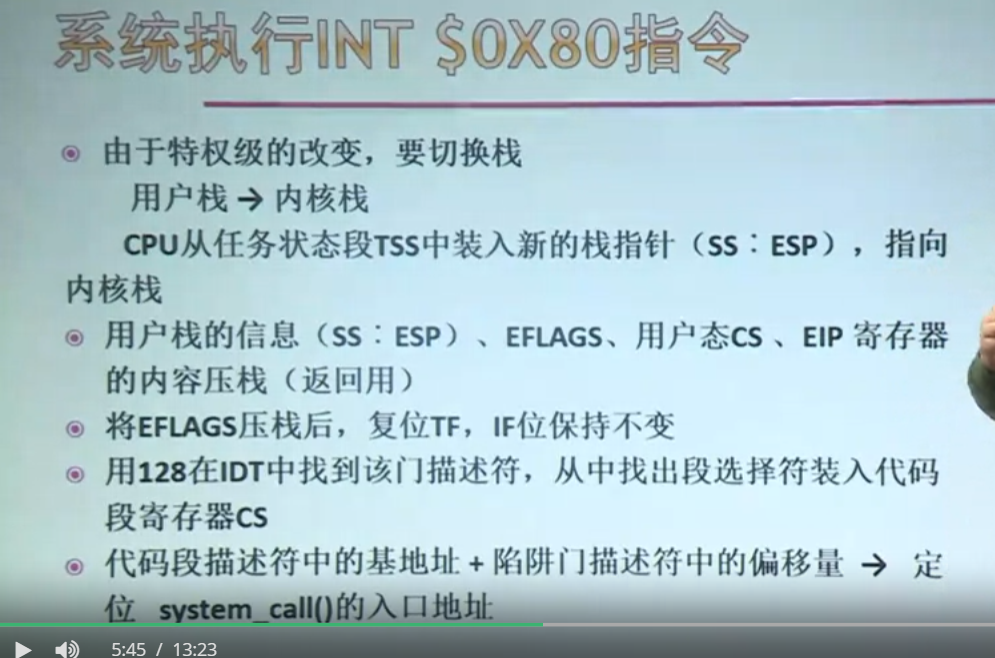 系统执行INT $0X80指令
由于特权级的改变，要切换栈
用户栈 → 内核栈
CPU从任务状态段TSS中装入新的栈指针（SS：ESP），指向
内核栈
用户栈的信息（SS：ESP）、EFLAGS、用户态CS 、EIP 寄存器
的内容压栈（返回用）
将EFLAGS压栈后，复位TF，IF位保持不变
用128在IDT中找到该门描述符，从中找出段选择符装入代码
段寄存器CS
代码段描述符中的基地址 + 陷阱门描述符中的偏移量 → 定
位 system_call()的入口地址
5:45 / 13:23